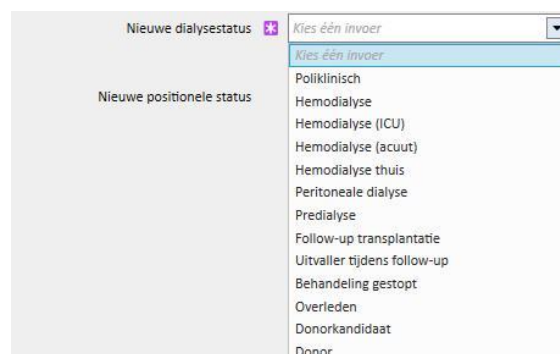 Nieuwe dialysestatus
Kies één invoer
Kies één invoer
Poliklinisch
Nieuwe positionele status
Hemodialyse
Hemodialyse (ICU)
Hemodialyse (acuut)
Hemodialyse thuis
Peritoneale dialyse
Predialyse
Follow-up transplantatie
Uitvaller tijdens follow-up
Behandeling gestopt
Overleden
Donorkandidaat
Donor